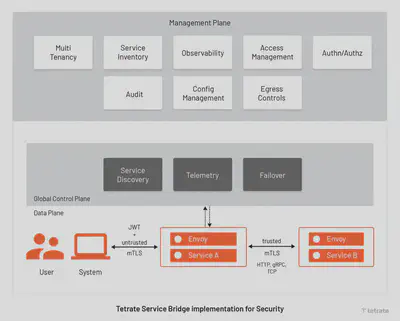 Management Plane
Multi Tenancy
Service Inventory
Observability
Access Management
Authn/Authz
Audit
Config Management
Egress Controls
Service Discovery
Telemetry
Failover
Global Control Plane
Data Plane
JWT
+
untrusted
mTLS
Envoy
Service A
trusted
mTLS
HTTP, gRPC,
TCP
Envoy
Service B
User
System
Tetrate Service Bridge implementation for Security
tetrate